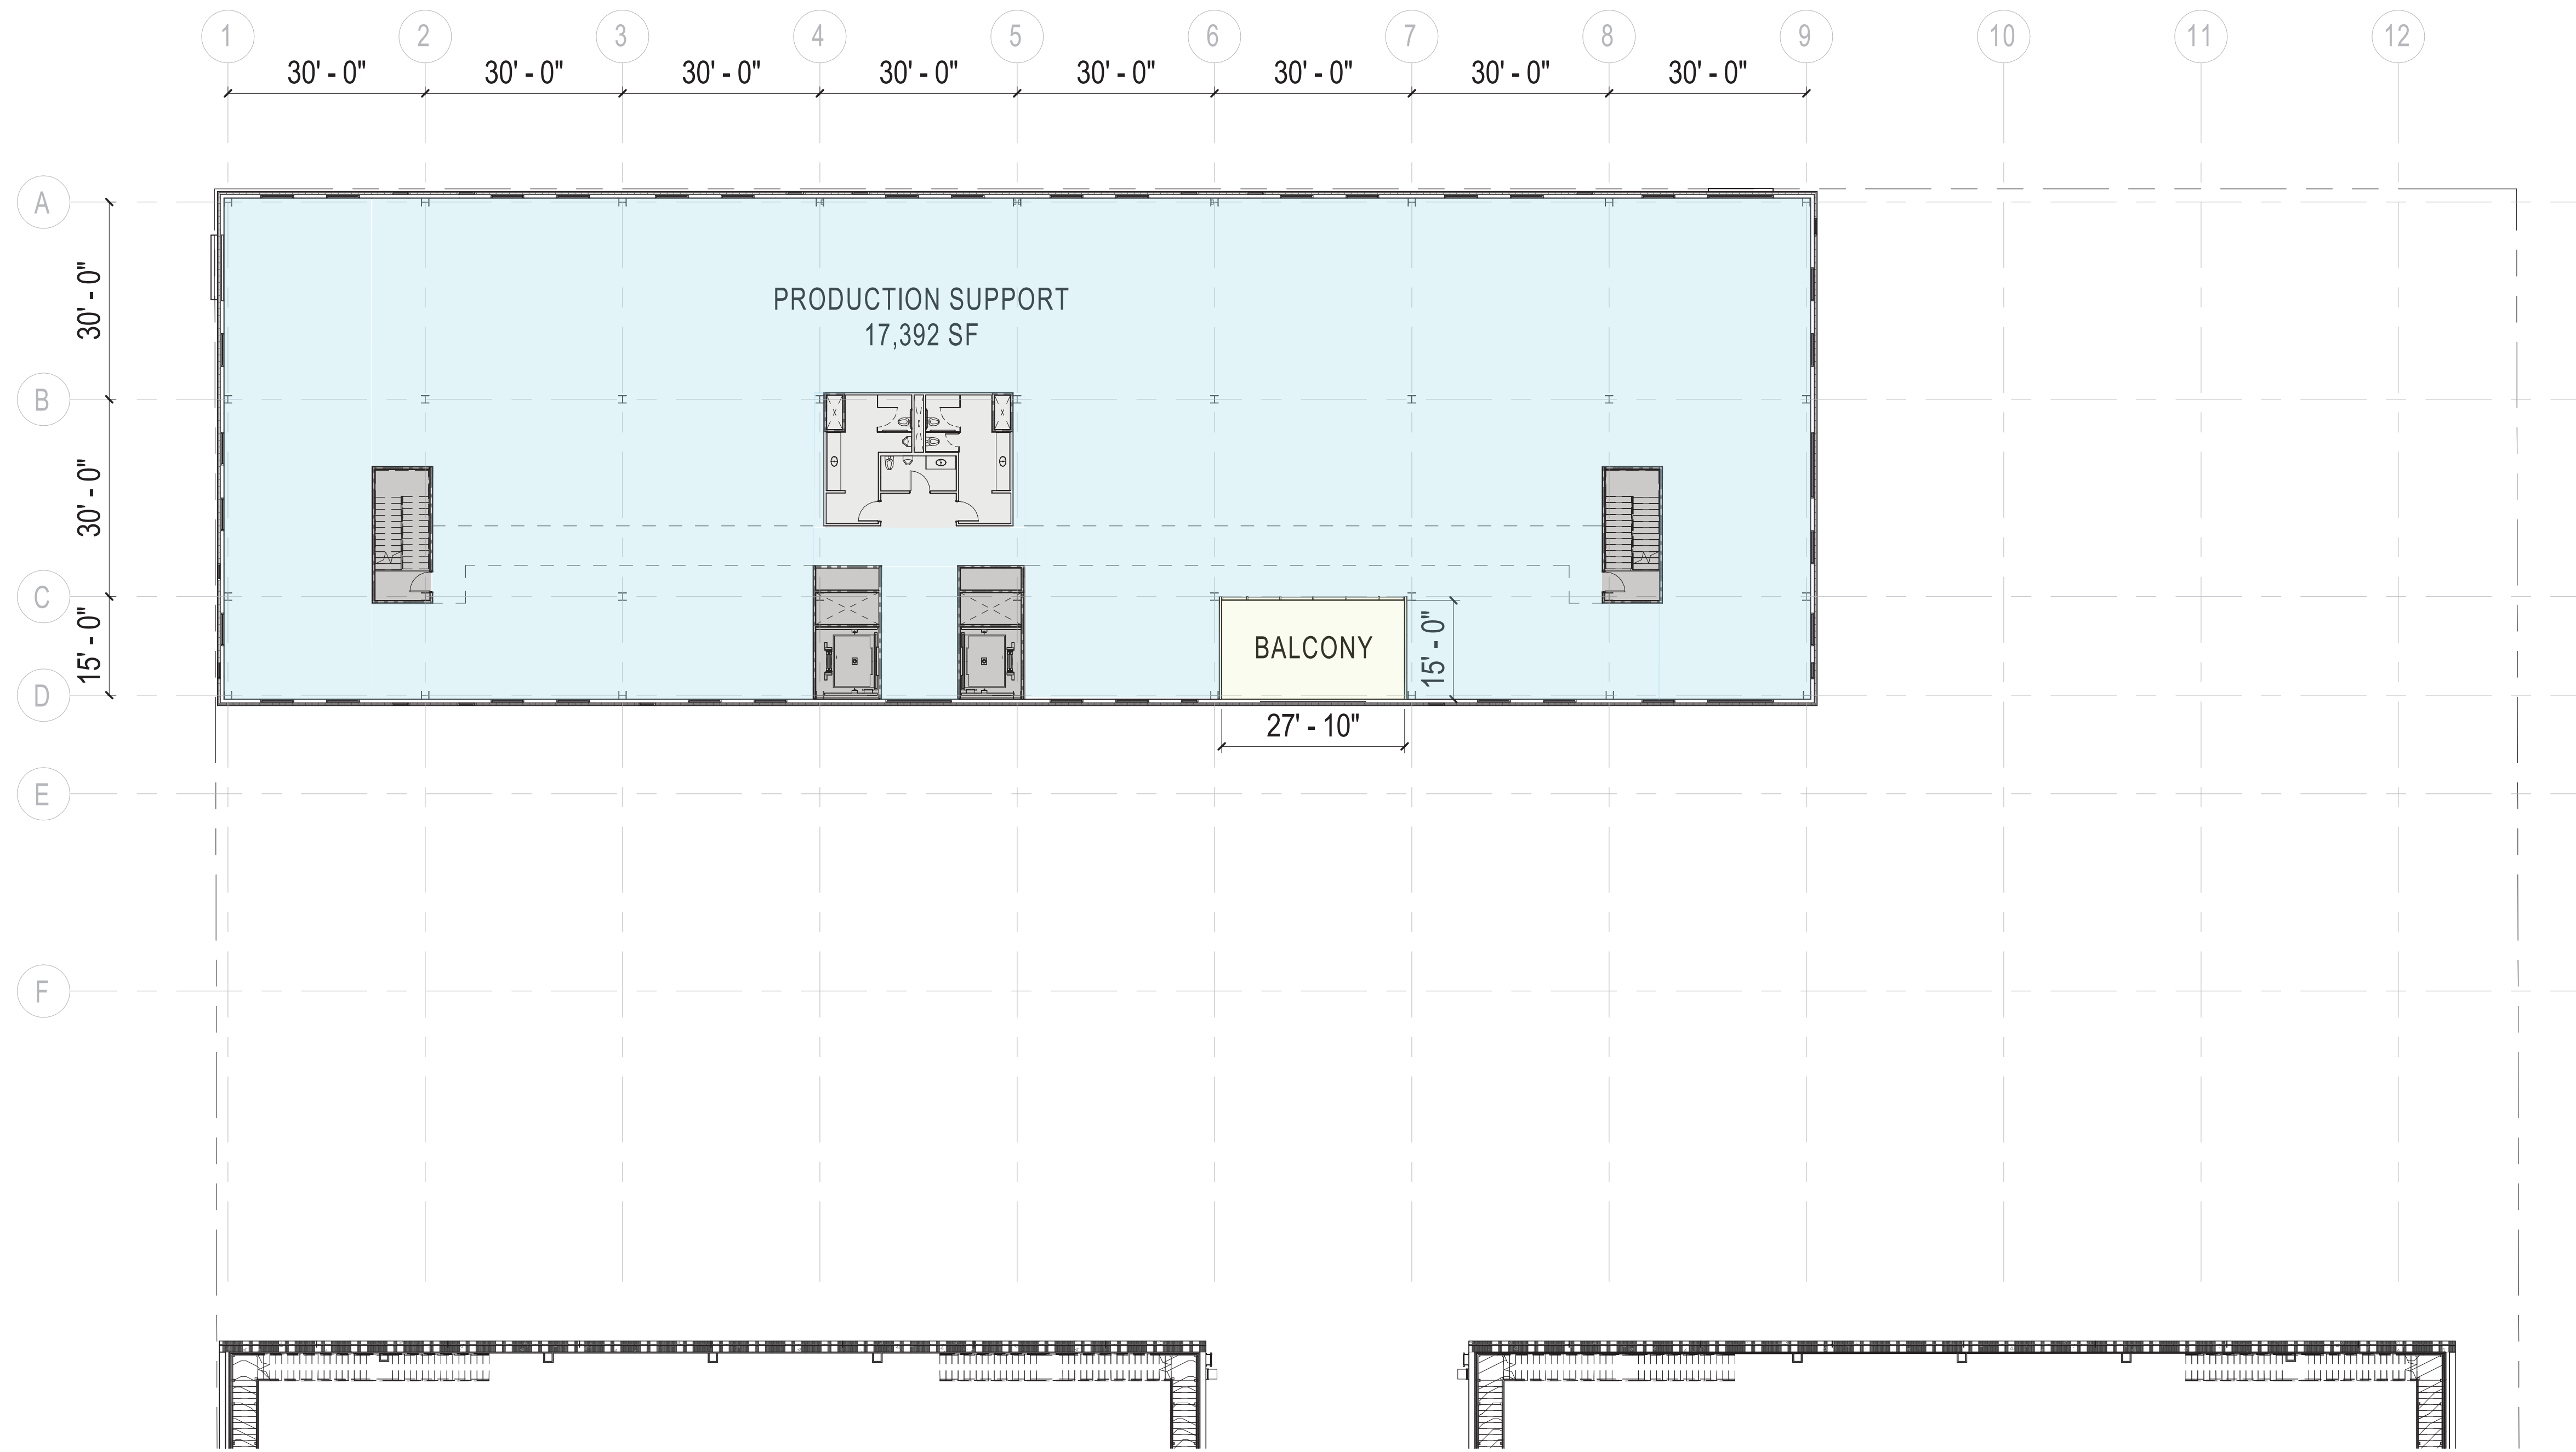 1 2 3 4 5 6 7 8 9 10 11 12
30' - 0" 30' - 0" 30' - 0" 30' - 0" 30' - 0" 30' - 0" 30' - 0" 30' - 0"
A
30' - 0"
PRODUCTION SUPPORT
17,392 SF
B
30' - 0"
C
15' - 0"
BALCONY
15' - 0"
D
27' - 10"
E
F